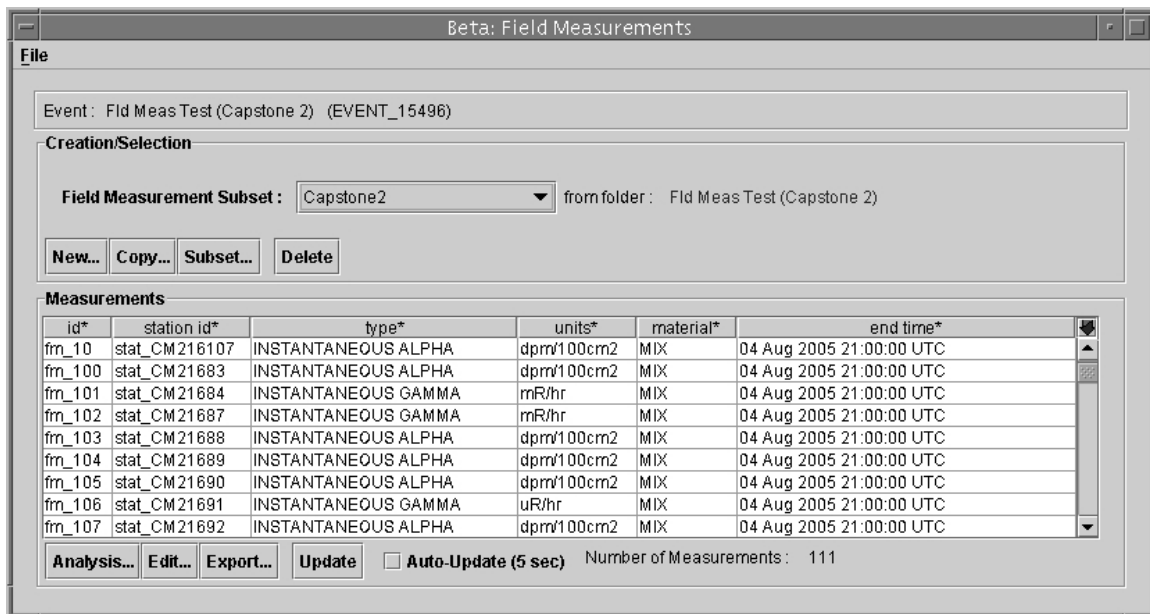 Beta: Field Measurements
File
Event : Fld Meas Test (Capstone 2) (EVENT_15496)
Creation/Selection
Field Measurement Subset : Capstone2 from folder : Fld Meas Test (Capstone 2)
New... Copy... Subset... Delete
Measurements
id* station id* type* units* material* end time*
fm_10 stat_CM216107 INSTANTANEOUS ALPHA dpm/100cm2 MIX 04 Aug 2005 21:00:00 UTC
fm_100 stat_CM21683 INSTANTANEOUS ALPHA dpm/100cm2 MIX 04 Aug 2005 21:00:00 UTC
fm_101 stat_CM21684 INSTANTANEOUS GAMMA mR/hr MIX 04 Aug 2005 21:00:00 UTC
fm_102 stat_CM21687 INSTANTANEOUS GAMMA mR/hr MIX 04 Aug 2005 21:00:00 UTC
fm_103 stat_CM21688 INSTANTANEOUS ALPHA dpm/100cm2 MIX 04 Aug 2005 21:00:00 UTC
fm_104 stat_CM21689 INSTANTANEOUS ALPHA dpm/100cm2 MIX 04 Aug 2005 21:00:00 UTC
fm_105 stat_CM21690 INSTANTANEOUS ALPHA dpm/100cm2 MIX 04 Aug 2005 21:00:00 UTC
fm_106 stat_CM21691 INSTANTANEOUS GAMMA uR/hr MIX 04 Aug 2005 21:00:00 UTC
fm_107 stat_CM21692 INSTANTANEOUS ALPHA dpm/100cm2 MIX 04 Aug 2005 21:00:00 UTC
Analysis... Edit... Export... Update Auto-Update (5 sec) Number of Measurements : 111